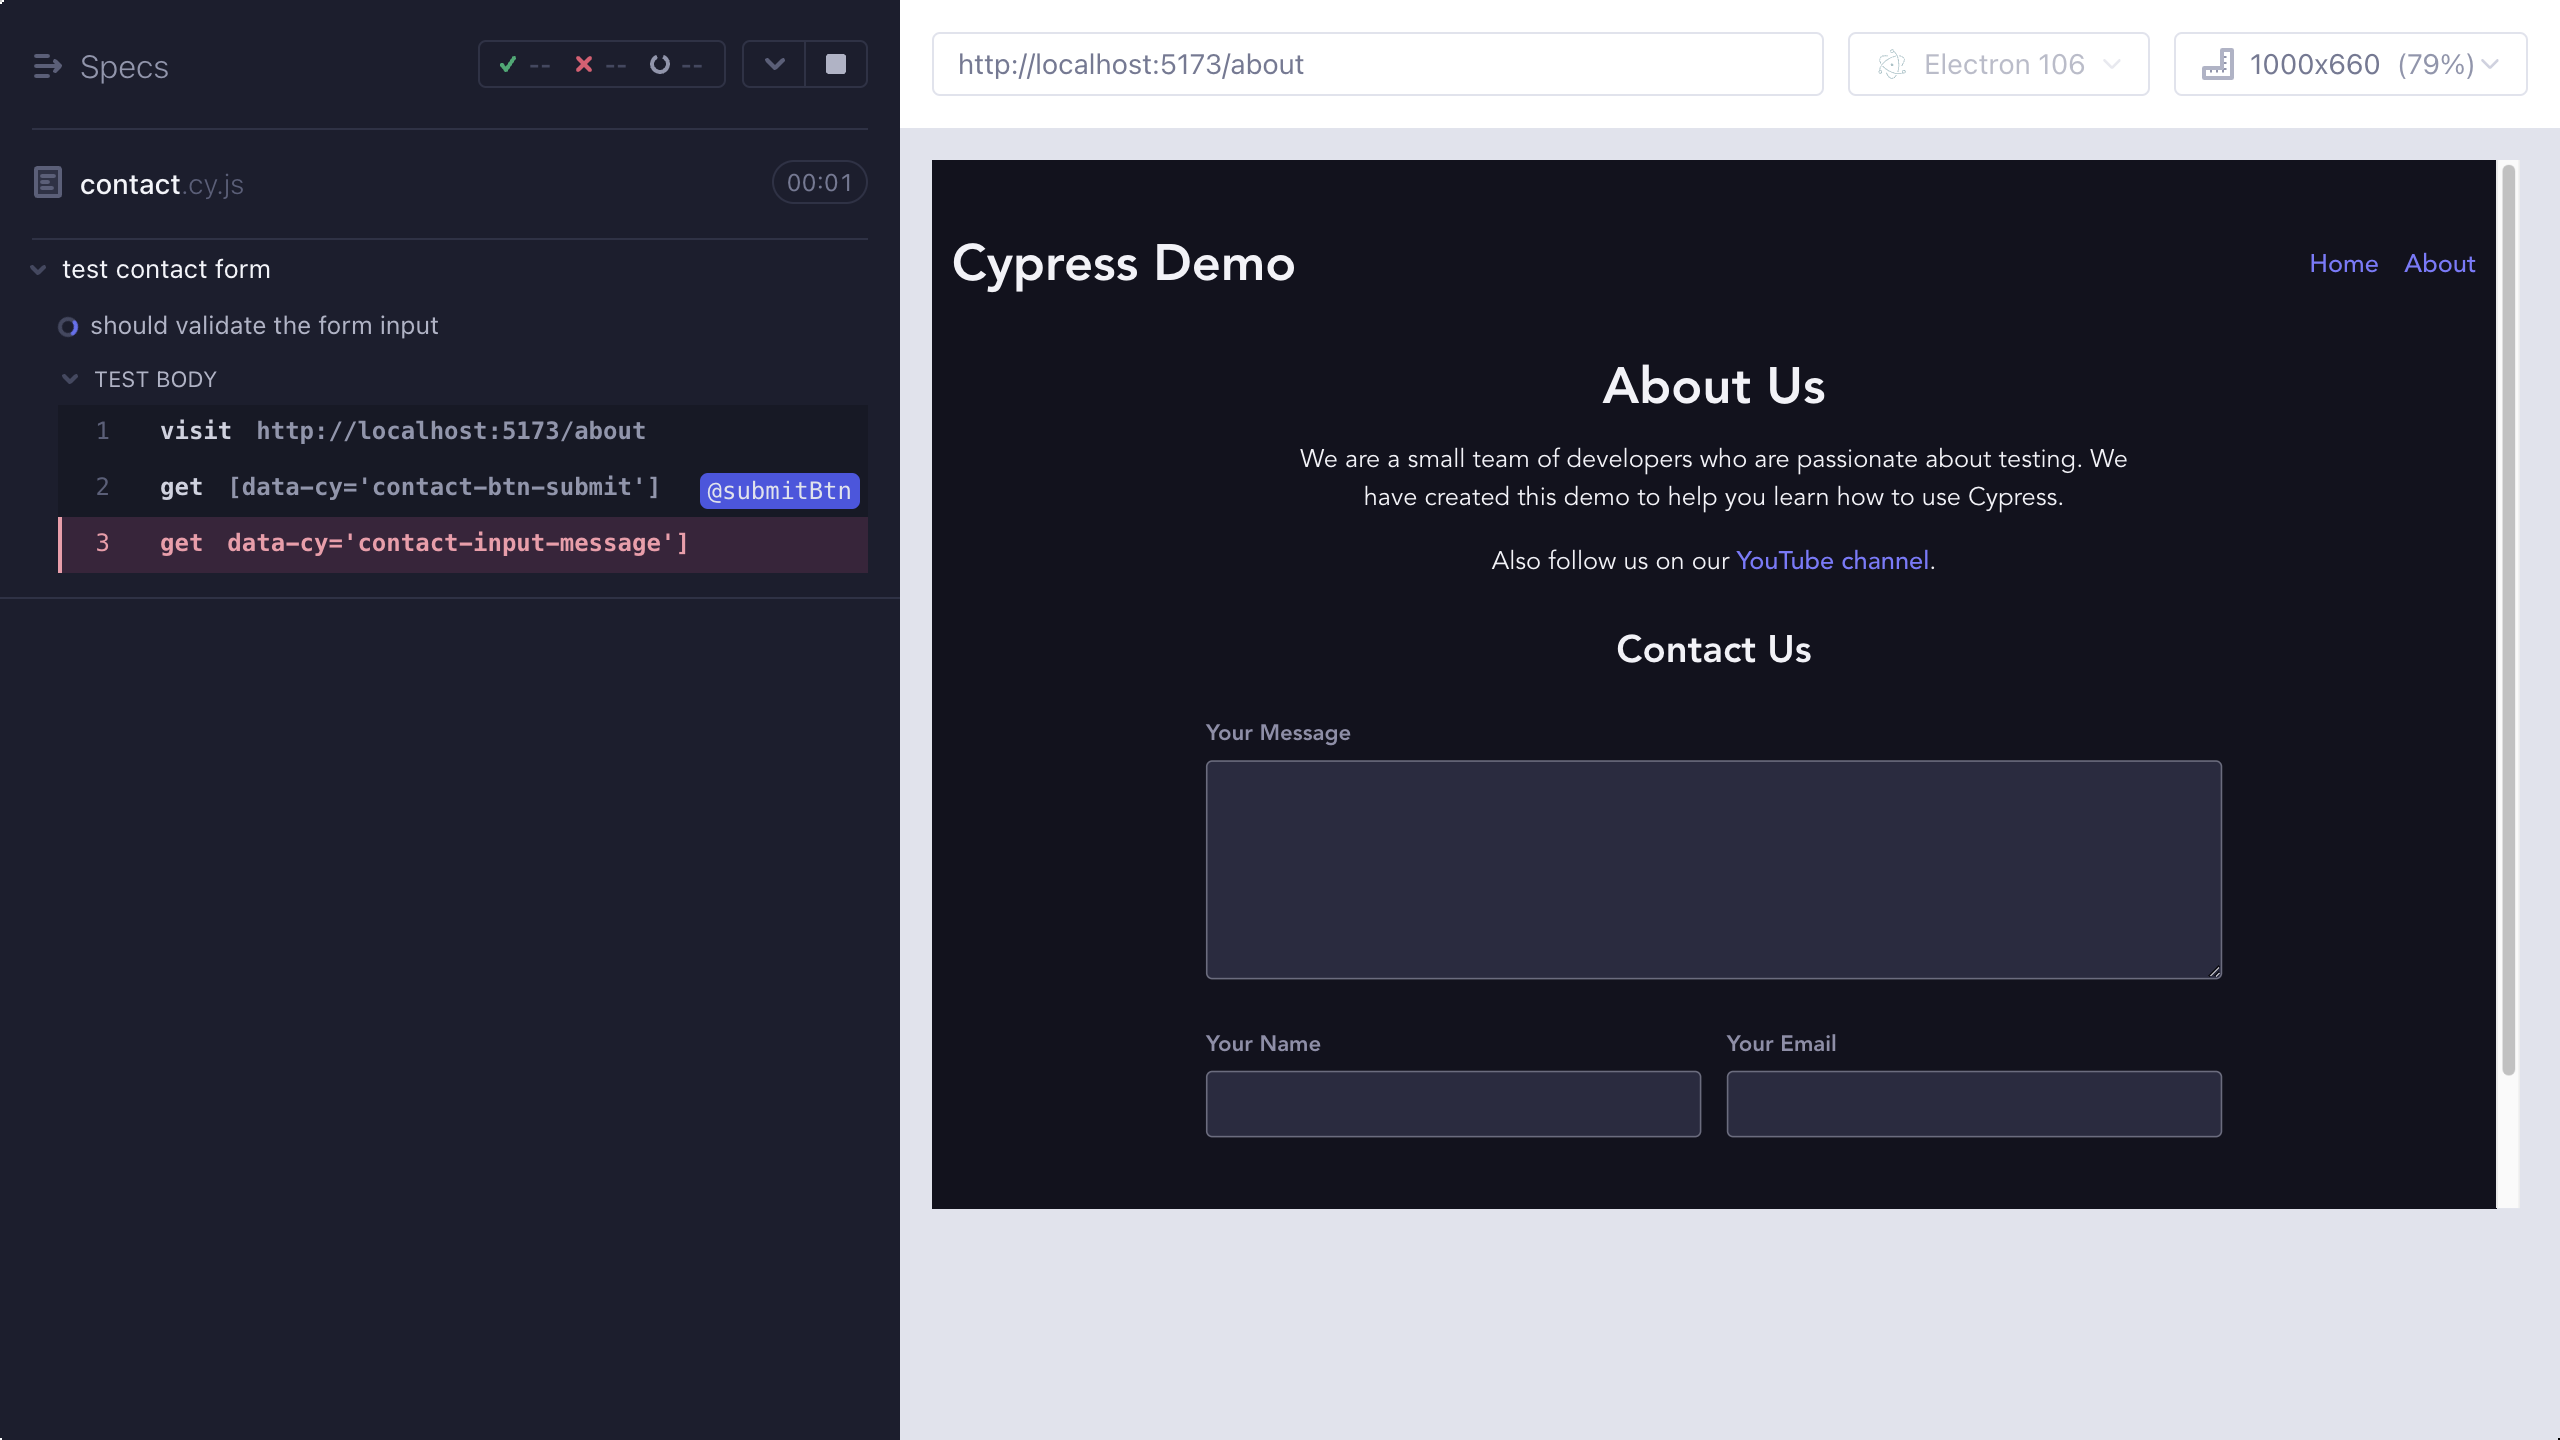 Specs
-- -- --
contact.cy.js
00:01
test contact form
should validate the form input
TEST BODY
1 visit http://localhost:5173/about
2 get [data-cy='contact-btn-submit'] @submitBtn
3 get data-cy='contact-input-message']
http://localhost:5173/about
Electron 106
1000x660 (79%)
Cypress Demo
Home About
About Us
We are a small team of developers who are passionate about testing. We
have created this demo to help you learn how to use Cypress.
Also follow us on our YouTube channel.
Contact Us
Your Message
Your Name
Your Email